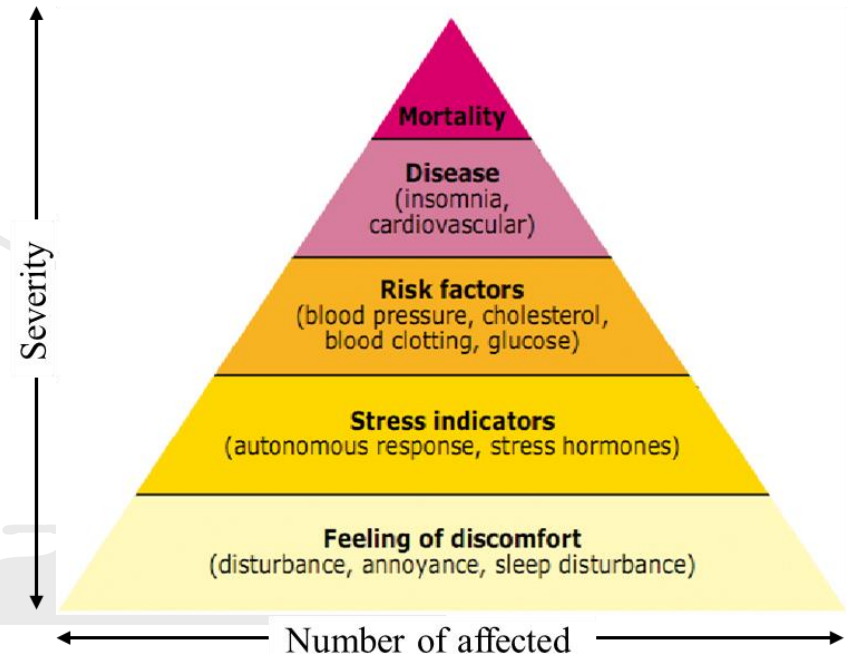 Mortality
Disease
(insomnia,
cardiovascular)
Risk factors
(blood pressure, cholesterol,
blood clotting, glucose)
Stress indicators
(autonomous response, stress hormones)
Feeling of discomfort
(disturbance, annoyance, sleep disturbance)
Severity
Number of affected